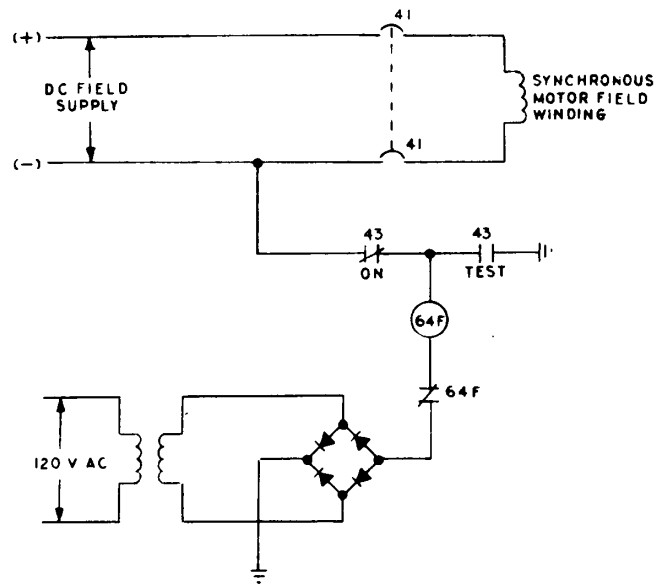 41
(+)
DC FIELD
SUPPLY
SYNCHRONOUS
MOTOR FIELD
WINDING
41
(-)
43
43
ON
TEST
64F
64F
120 V AC